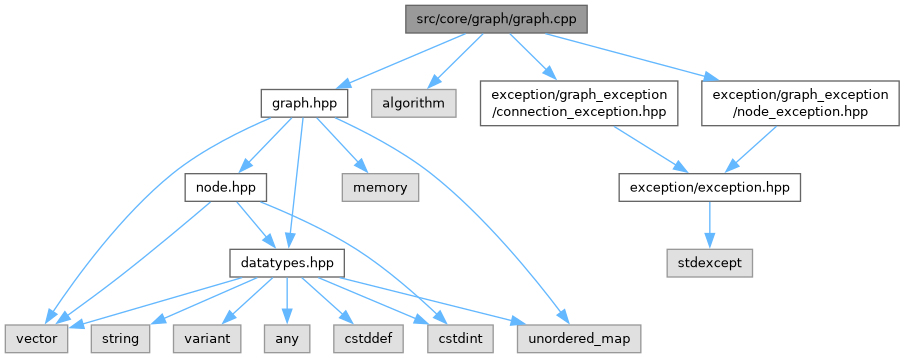 src/core/graph/graph.cpp
graph.hpp
algorithm
exception/graph_exception
/connection_exception.hpp
exception/graph_exception
/node_exception.hpp
node.hpp
memory
exception/exception.hpp
datatypes.hpp
stdexcept
vector
string
variant
any
cstddef
cstdint
unordered_map